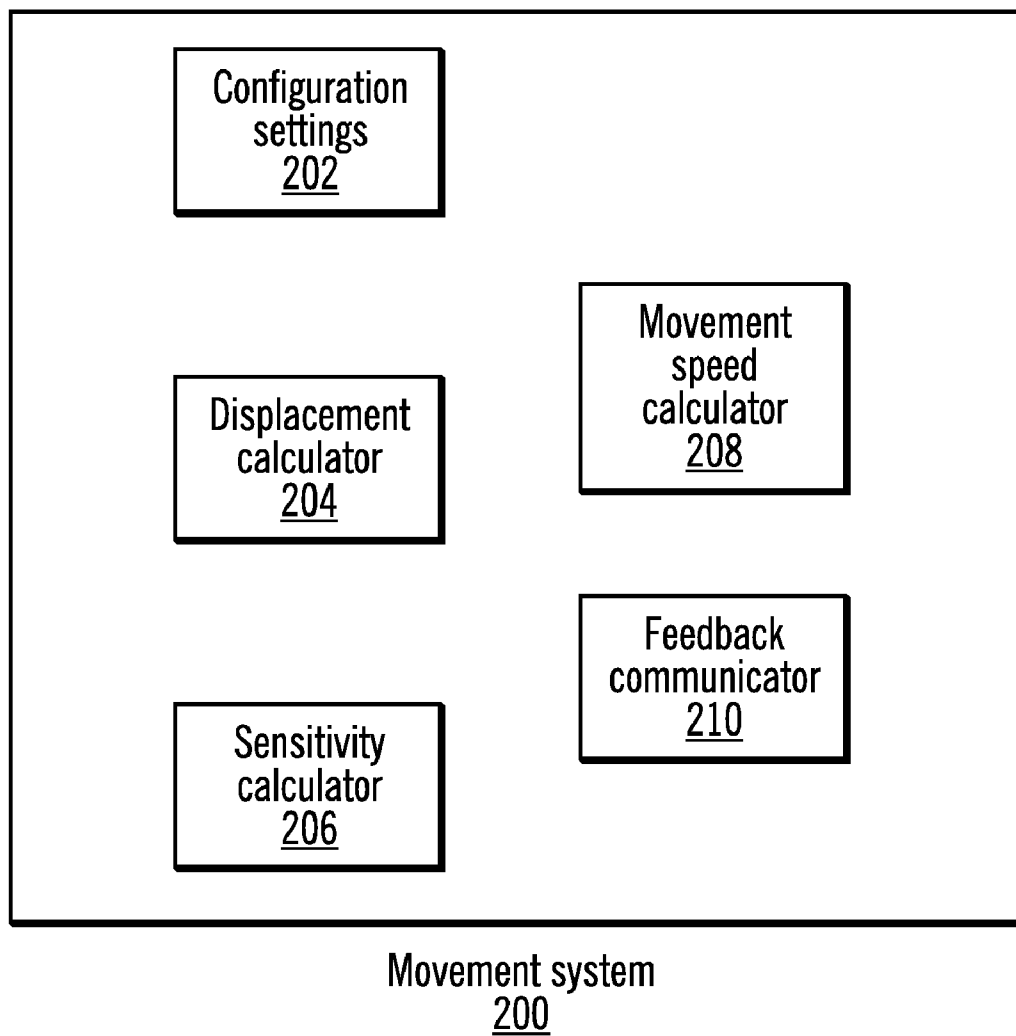 Configuration
settings
202
Displacement
calculator
204
Sensitivity
calculator
206
Movement
speed
calculator
208
Feedback
communicator
210
Movement system
200